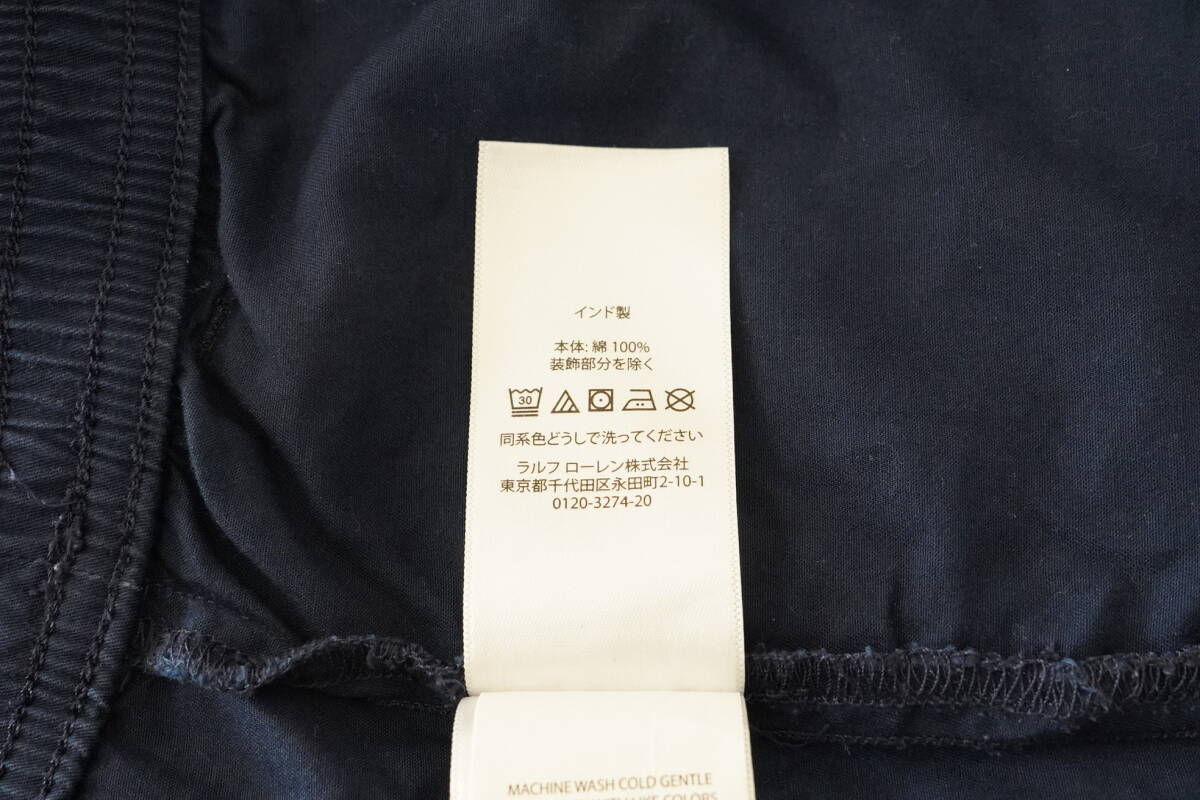 インド製
本体: 綿 100%
装飾部分を除く
30
同系色どうしで洗ってください
ラルフ ローレン株式会社
東京都千代田区永田町2-10-1
0120-3274-20
MACHINE WASH COLD GENTLE
LIKE COLORS